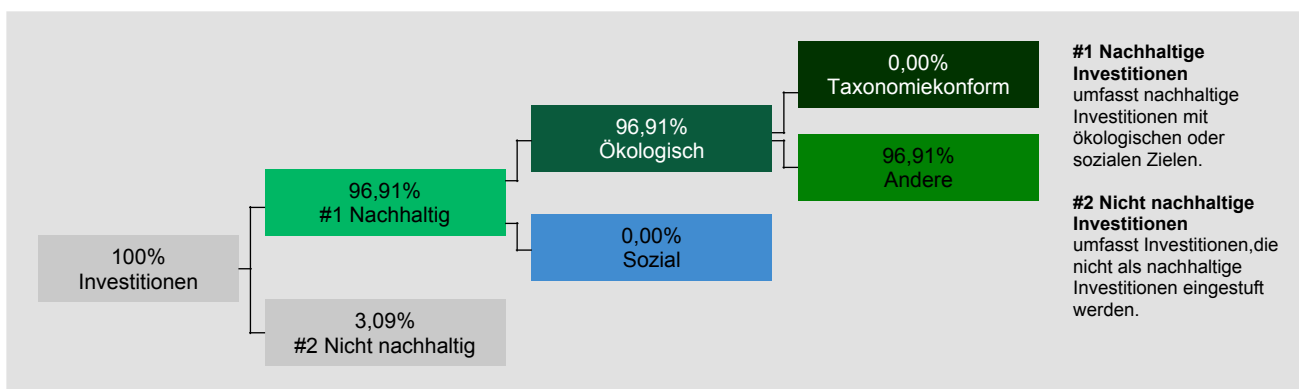 100%
Investitionen
96,91%
#1 Nachhaltig
3,09%
#2 Nicht nachhaltig
96,91%
Ökologisch
0,00%
Sozial
0,00%
Taxonomiekonform
96,91%
Andere
#1 Nachhaltige
Investitionen
umfasst nachhaltige
Investitionen mit
ökologischen oder
sozialen Zielen.
#2 Nicht nachhaltige
Investitionen
umfasst Investitionen,die
nicht als nachhaltige
Investitionen eingestuft
werden.